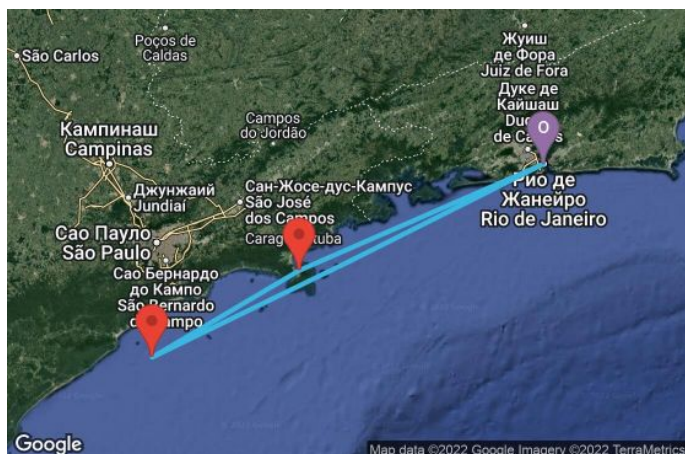 Poços de
Caldas
São Carlos
Жуиш
де Фора
Juiz de Fora
Дуке де
Кайшаш
de
O
Кампинаш
Campinas
Campos
do Jordão
Джунжаий
Jundiaí
Сан-Жосе-дус-Кампус
São José
dos Campos
Сао Пауло
São Paulo
Рио де
Жанейро
Rio de Janeiro
Сао Бернардо
до Кампо
São Bernardo
Google
Map data ©2022 Google Imagery ©2022 TerraMetrics